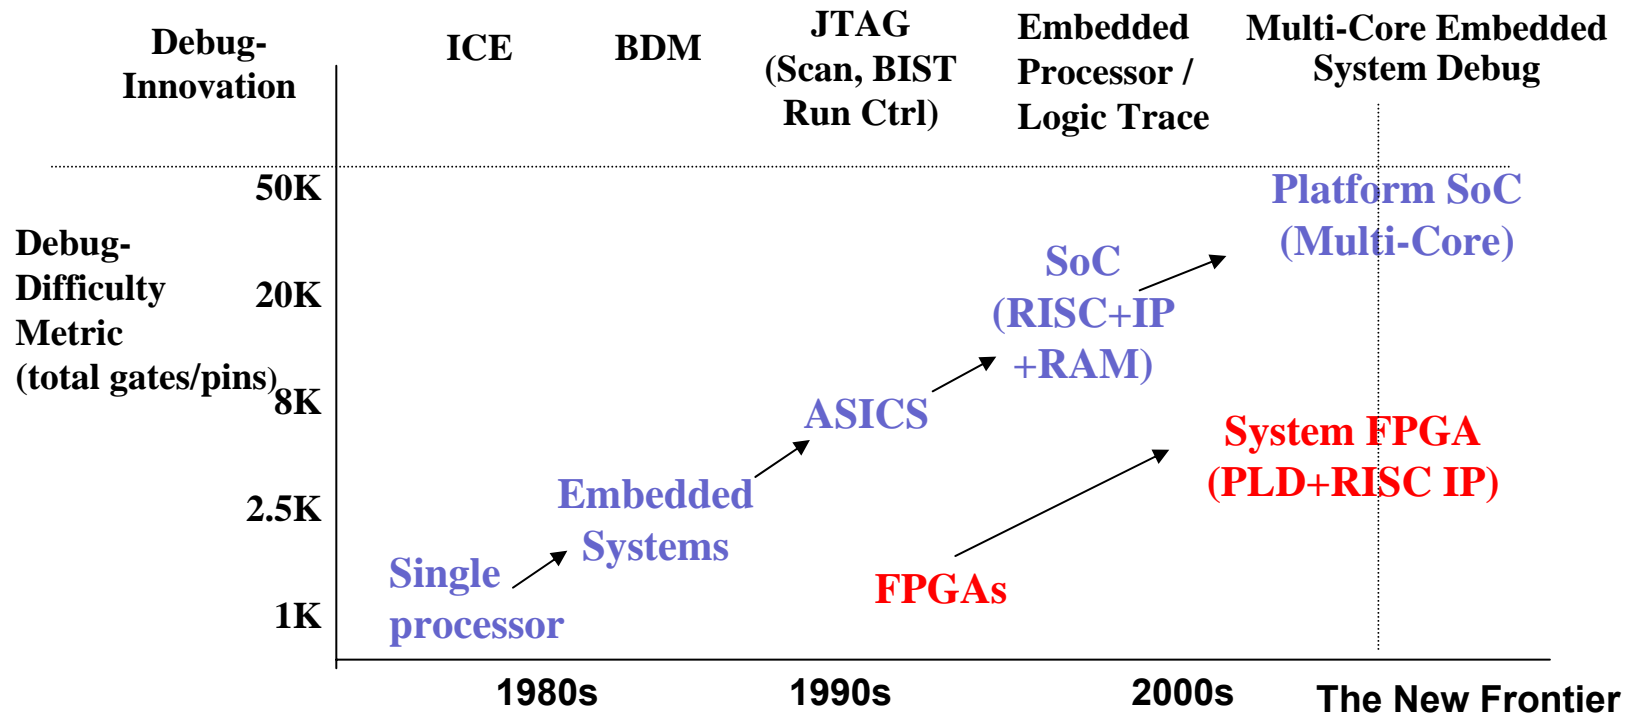 Debug-
Innovation
ICE
BDM
JTAG
(Scan, BIST
Run Ctrl)
Embedded
Processor /
Logic Trace
Multi-Core Embedded
System Debug
Debug-
Difficulty
Metric
(total gates/pins)
50K
20K
8K
2.5K
1K
Single
processor
Embedded
Systems
ASICS
SoC
(RISC+IP
+RAM)
Platform SoC
(Multi-Core)
FPGAs
System FPGA
(PLD+RISC IP)
1980s
1990s
2000s
The New Frontier